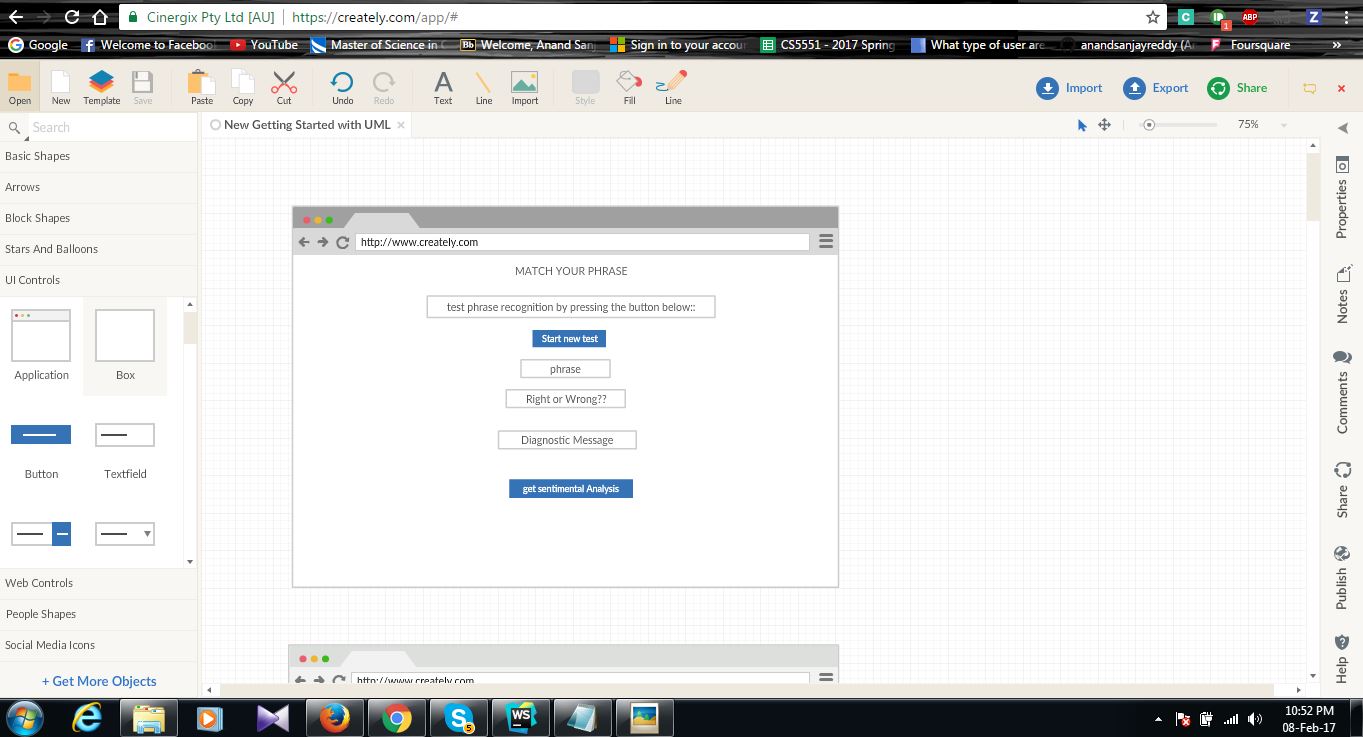 Cinergix Pty Ltd [AU] https://creately.com/app/#
1 ABP Z
Google Welcome to Faceboo YouTube Master of Science in Bb Welcome, Anand San Sign in to your accou CS5551 - 2017 Spring What type of user are anandsanjayreddy (A Foursquare »
Open New Template Save Paste Copy Cut Undo Redo Text Line Import Style Fill Line Import Export Share
Search
New Getting Started with UML
75%
Basic Shapes
Arrows
Block Shapes
Stars And Balloons
UI Controls
Application Box
Button Textfield
Web Controls
People Shapes
Social Media Icons
+ Get More Objects
http://www.creately.com
MATCH YOUR PHRASE
test phrase recognition by pressing the button below::
Start new test
phrase
Right or Wrong??
Diagnostic Message
get sentimental Analysis
http://www.creately.com
Properties
Notes
Comments
Share
Publish
Help
WS
10:52 PM
08-Feb-17